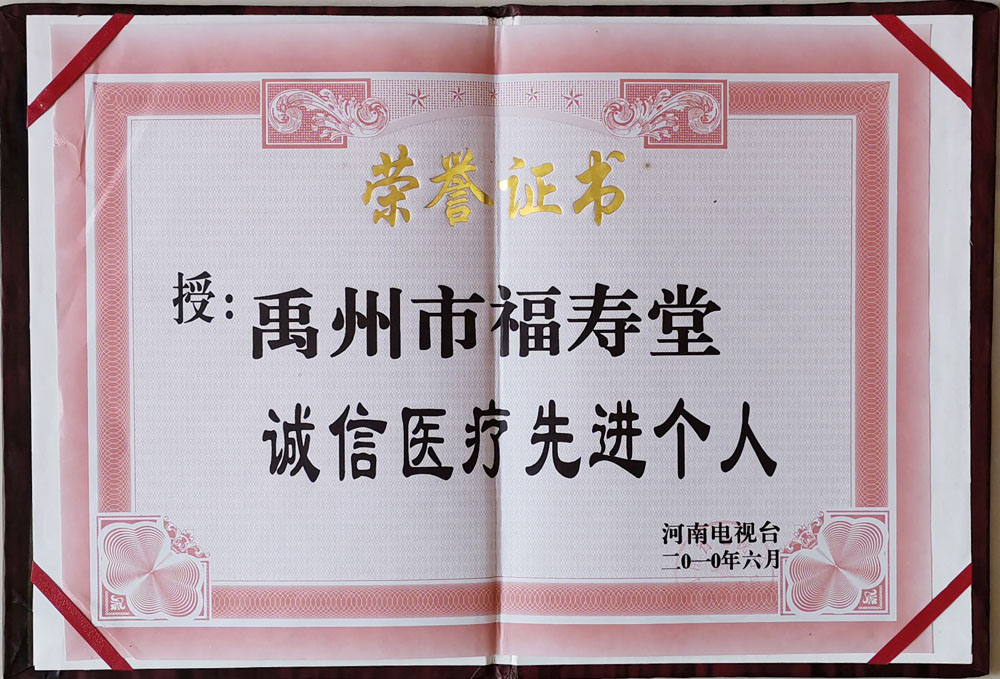 荣誉证书
授：禹州市福寿堂
诚信医疗先进个人
河南电视台
二0一0年六月